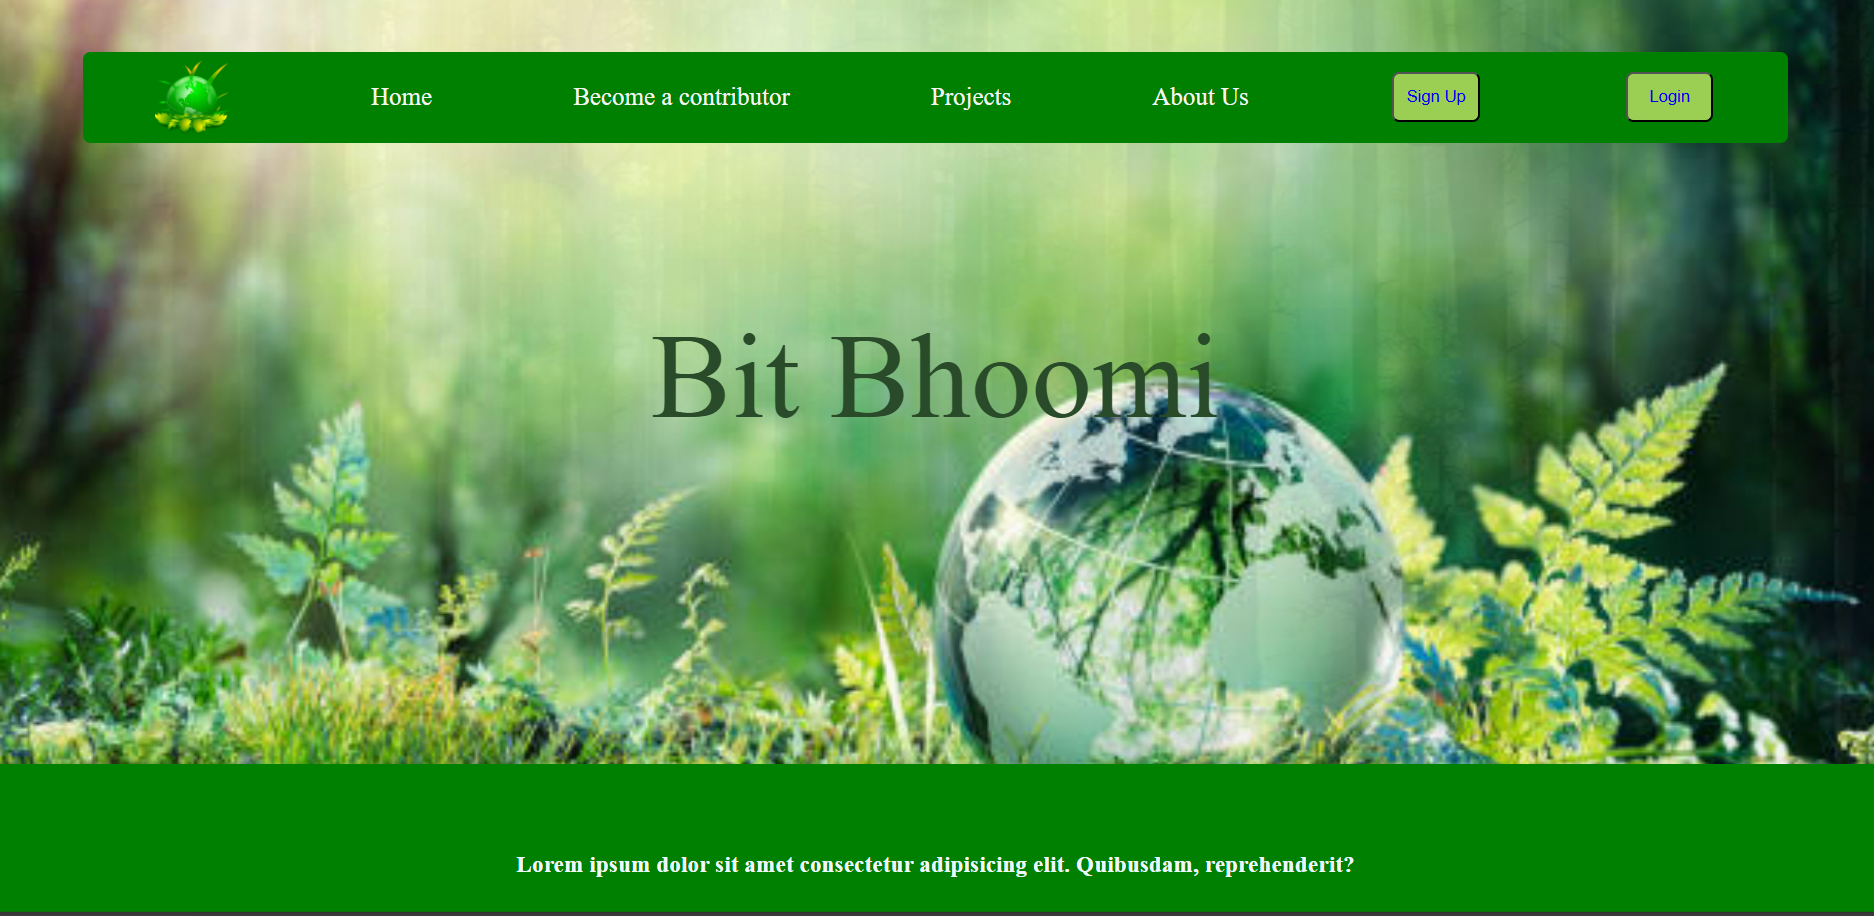 Home
Become a contributor
Projects
About Us
Sign Up
Login
Bit Bhoomi
Lorem ipsum dolor sit amet consectetur adipisicing elit. Quibusdam, reprehenderit?